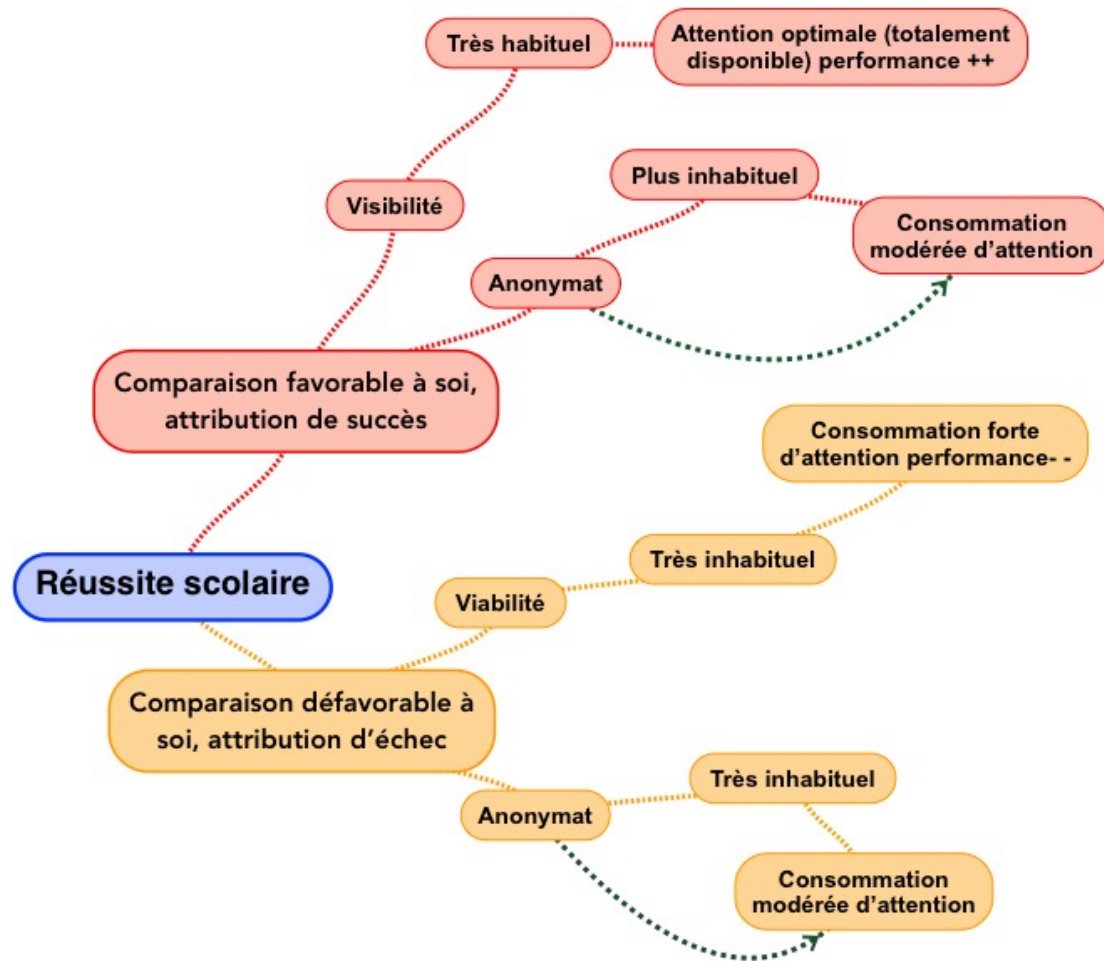 Très habituel
Attention optimale (totalement
disponible) performance ++
Visibilité
Plus inhabituel
Consommation
modérée d'attention
Anonymat
Comparaison favorable à soi,
attribution de succès
Consommation forte
d'attention performance- -
Très inhabituel
Viabilité
Réussite scolaire
Comparaison défavorable à
soi, attribution d'échec
Très inhabituel
Anonymat
Consommation
modérée d'attention